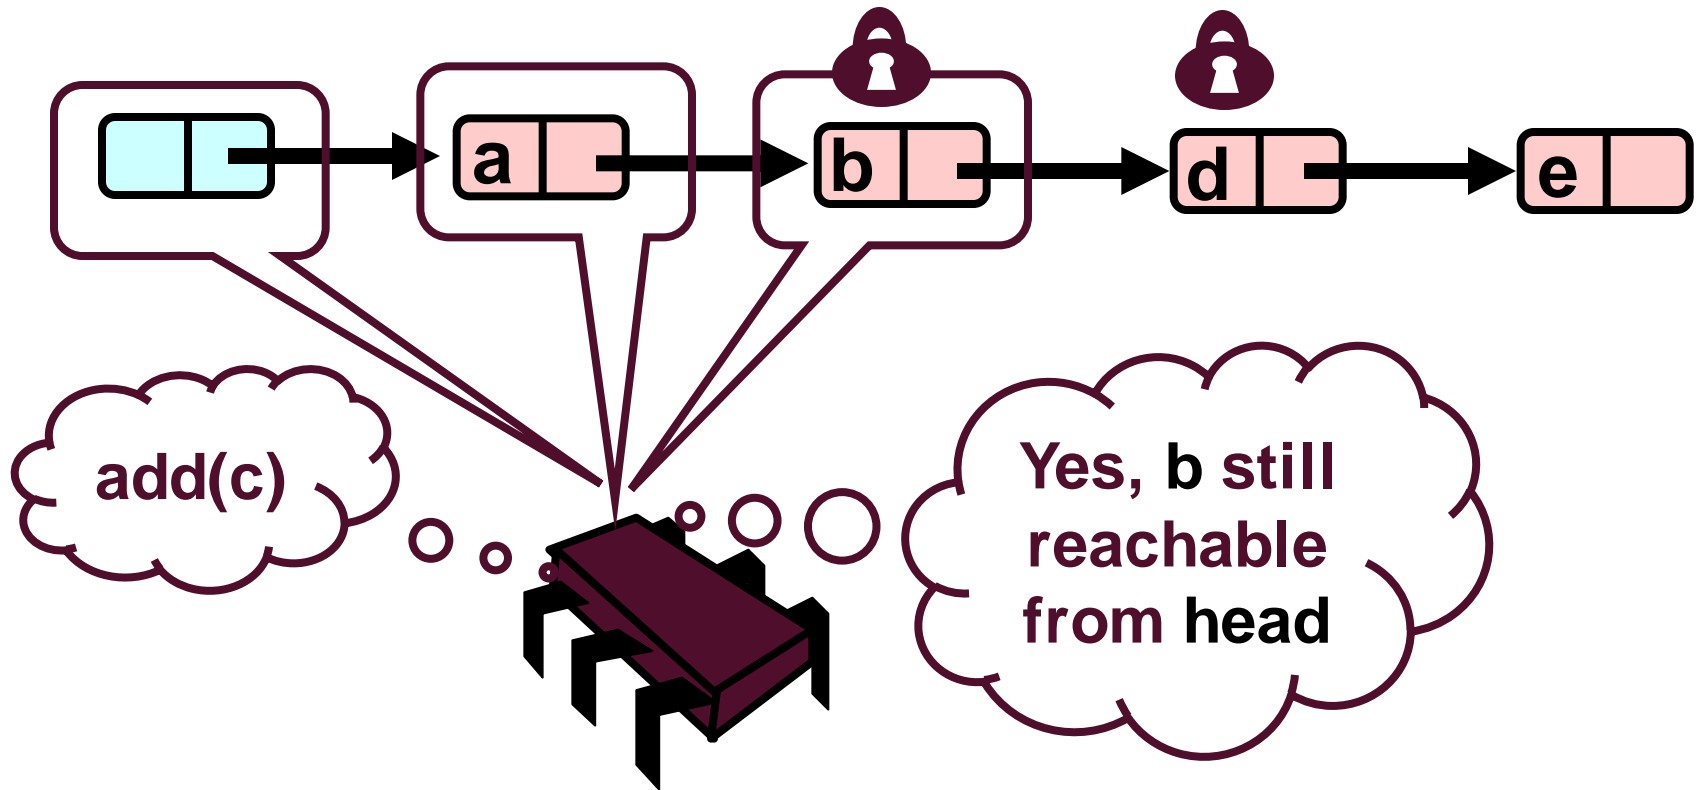 a
b
d
e
add(c)
Yes, b still
reachable
from head